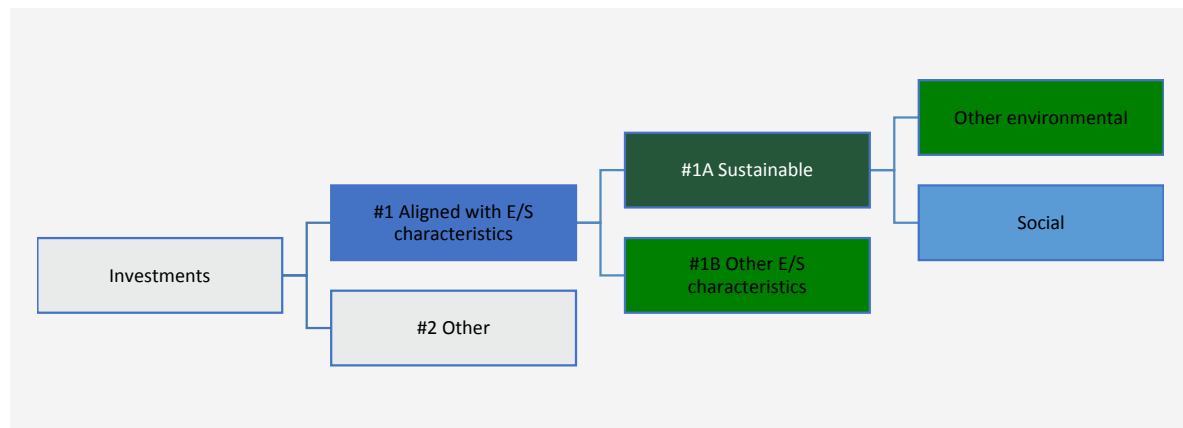 Investments
#1 Aligned with E/S
characteristics
#2 Other
#1A Sustainable
#1B Other E/S
characteristics
Other environmental
Social